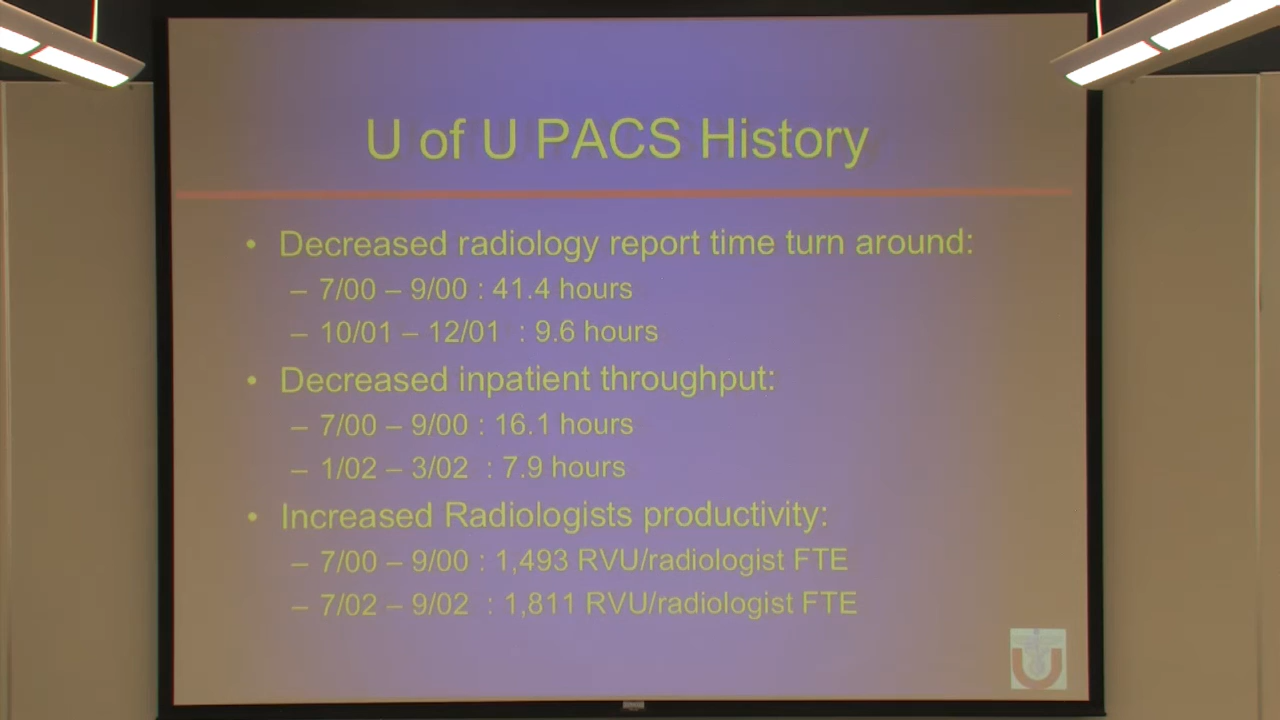 U of U PACS History
• Decreased radiology report time turn around:
– 7/00 – 9/00 : 41.4 hours
– 10/01 – 12/01 : 9.6 hours
• Decreased inpatient throughput:
– 7/00 – 9/00 : 16.1 hours
– 1/02 – 3/02 : 7.9 hours
• Increased Radiologists productivity:
– 7/00 – 9/00 : 1,493 RVU/radiologist FTE
– 7/02 – 9/02 : 1,811 RVU/radiologist FTE
U